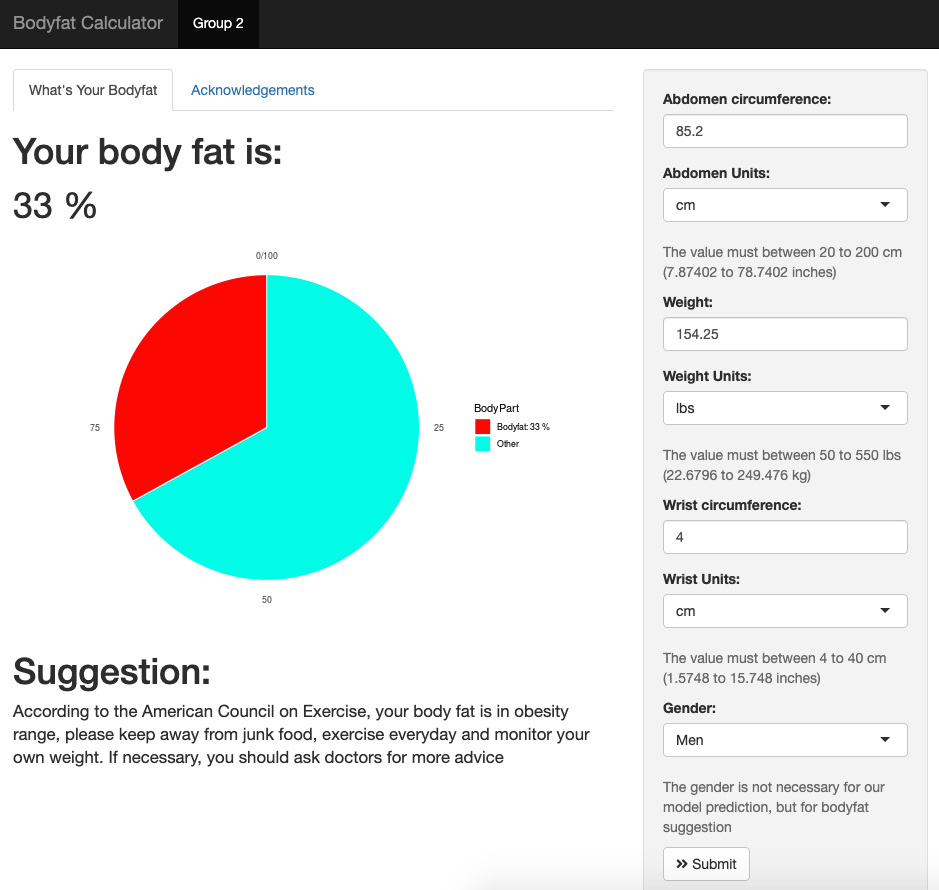 Bodyfat Calculator
Group 2
What's Your Bodyfat
Acknowledgements
Your body fat is:
33 %
0/100
75
25
50
BodyPart
Bodyfat: 33 %
Other
Suggestion:
According to the American Council on Exercise, your body fat is in obesity
range, please keep away from junk food, exercise everyday and monitor your
own weight. If necessary, you should ask doctors for more advice
Abdomen circumference:
85.2
Abdomen Units:
cm
The value must between 20 to 200 cm
(7.87402 to 78.7402 inches)
Weight:
154.25
Weight Units:
lbs
The value must between 50 to 550 lbs
(22.6796 to 249.476 kg)
Wrist circumference:
4
Wrist Units:
cm
The value must between 4 to 40 cm
(1.5748 to 15.748 inches)
Gender:
Men
The gender is not necessary for our
model prediction, but for bodyfat
suggestion
Submit